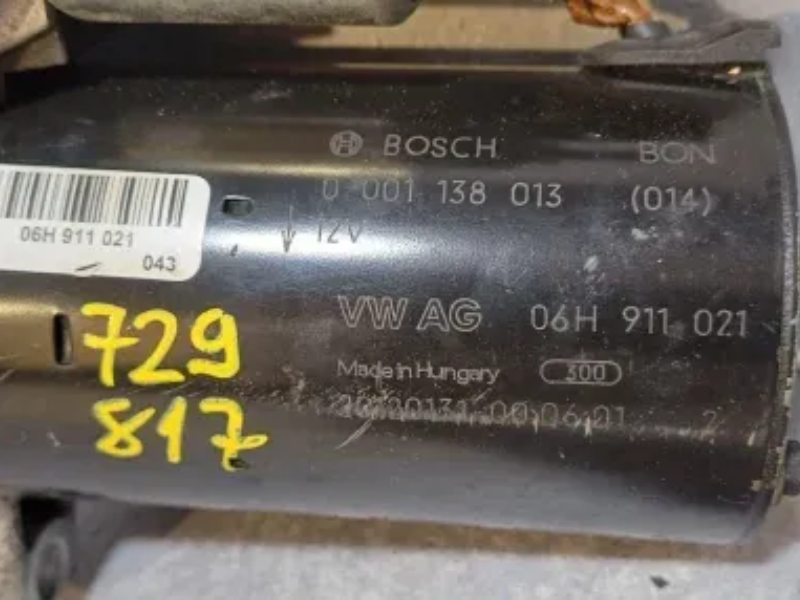 BOSCH BON
0 001 138 013 (014)
12V
VW AG 06H 911 021
Made in Hungary 300
06H 911 021
043
729
817